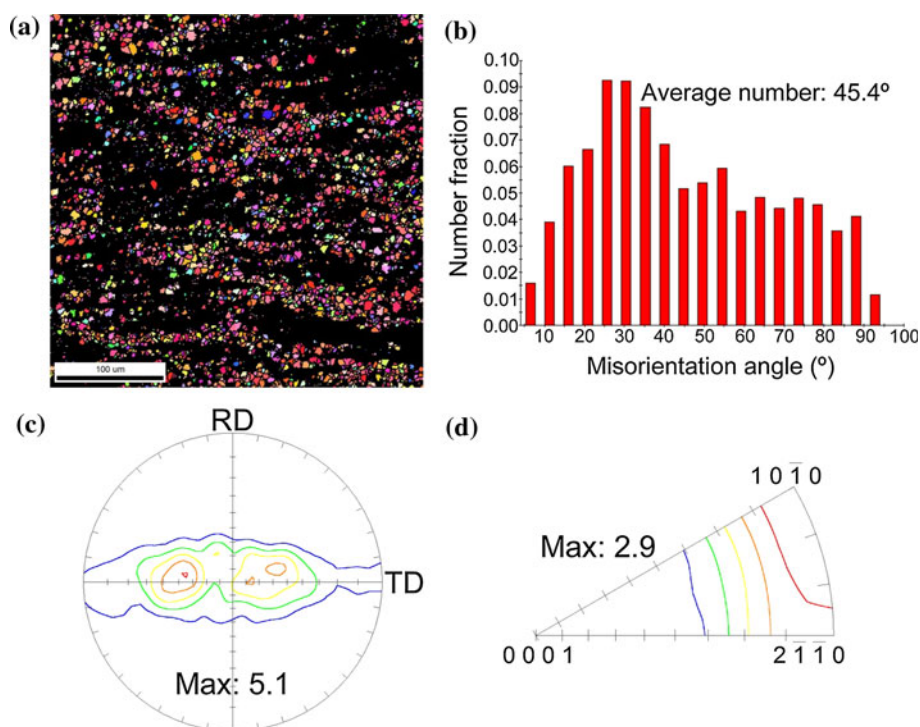 (a)
100 um
(b)
Number fraction
0.10
0.09
0.08
0.07
0.06
0.05
0.04
0.03
0.02
0.01
0.00
Average number: 45.4º
10 20 30 40 50 60 70 80 90 100
Misorientation angle (º)
(c)
RD
TD
Max: 5.1
(d)
1 0 1̅ 0
Max: 2.9
0 0 0 1
2 1̅ 1̅ 0